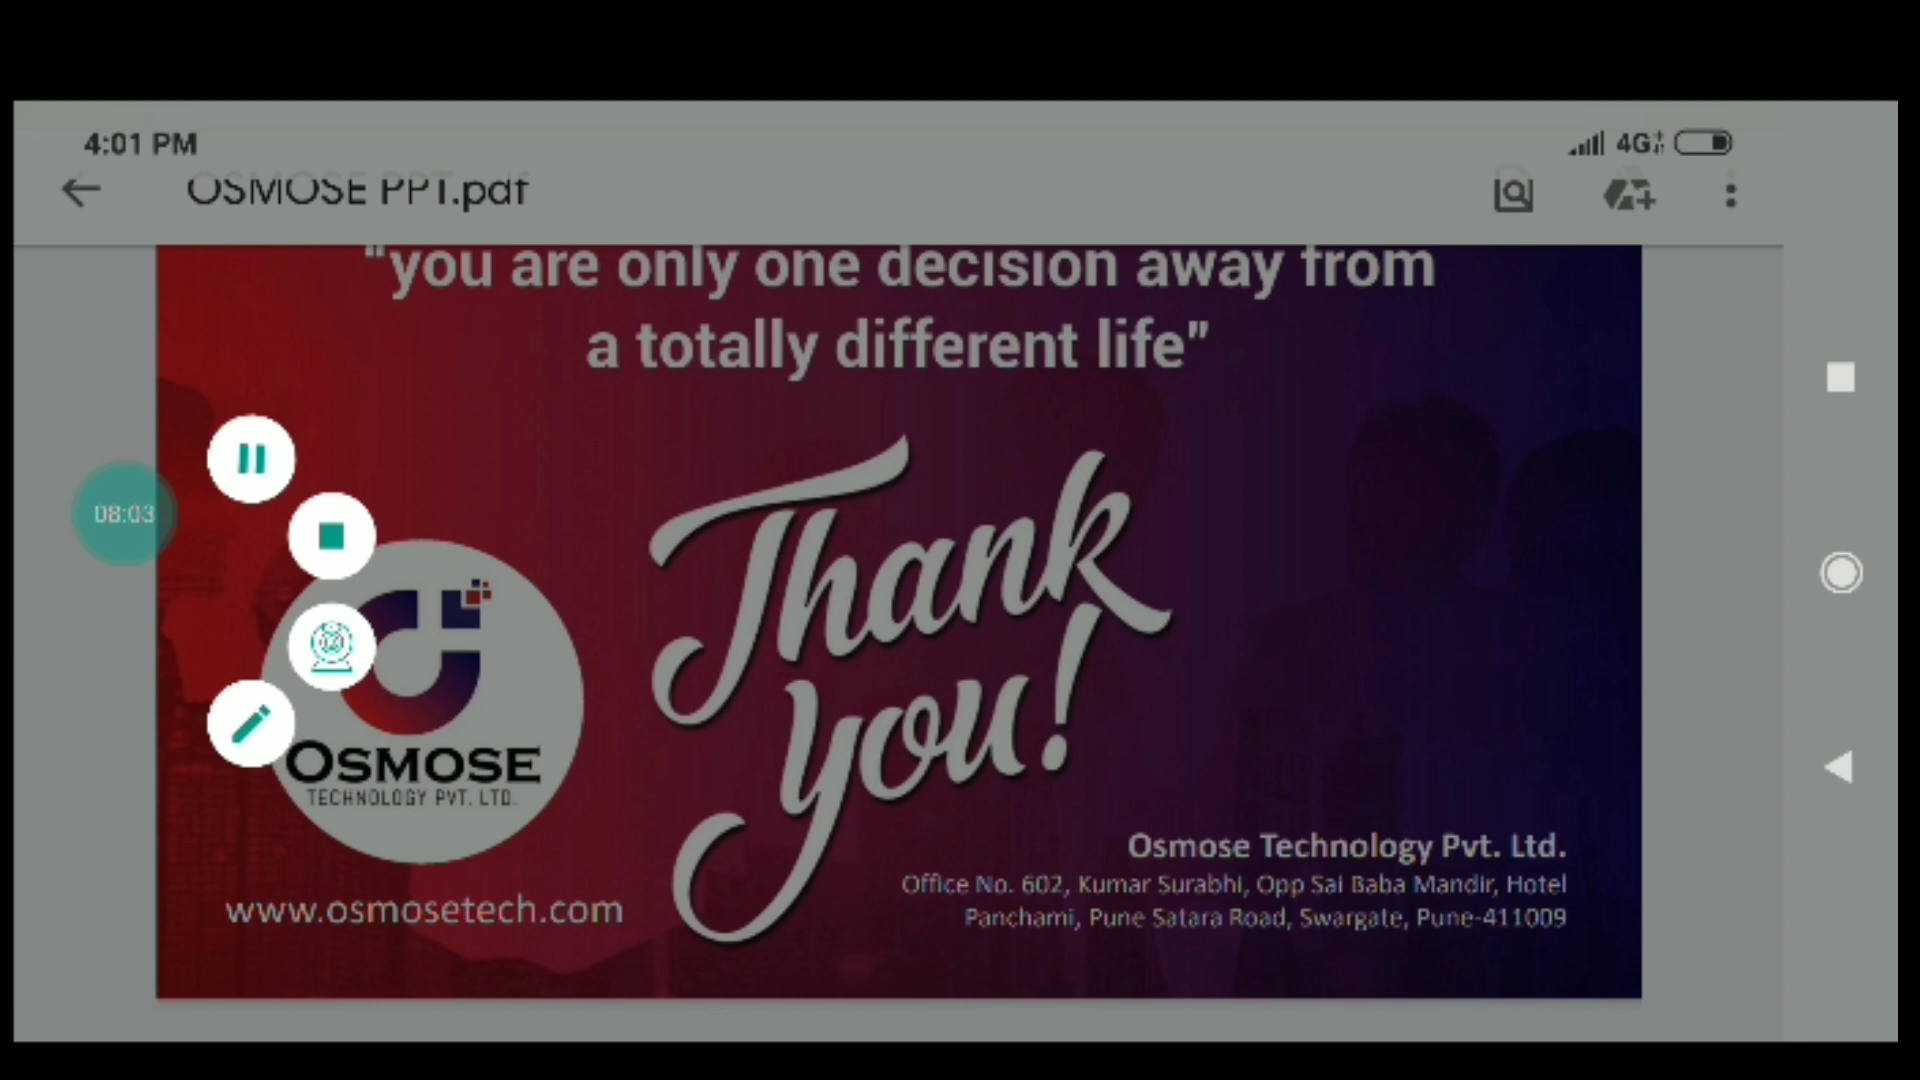 4:01 PM
4G
OSMOSE PPT.pdf
"you are only one decision away from
a totally different life"
08:03
Thank
you!
OSMOSE
TECHNOLOGY PVT. LTD.
www.osmosetech.com
Osmose Technology Pvt. Ltd.
Office No. 602, Kumar Surabhi, Opp Sai Baba Mandir, Hotel
Panchami, Pune Satara Road, Swargate, Pune-411009